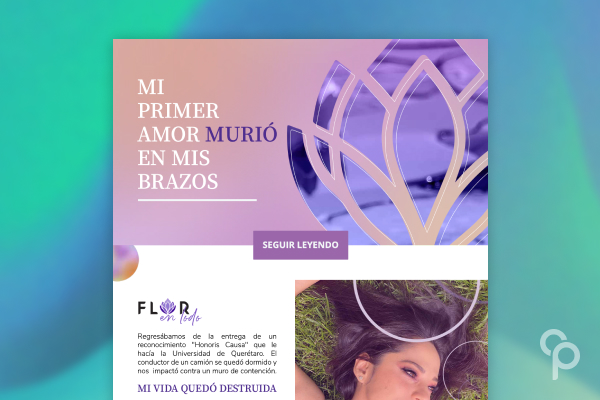 MI
PRIMER
AMOR MURIÓ
EN MIS
BRAZOS
SEGUIR LEYENDO
FLOR
en lodo
Regresábamos de la entrega de un
reconocimiento "Honoris Causa" que le
hacía la Universidad de Querétaro. El
conductor de un camión se quedó dormido y
nos impactó contra un muro de contención.
MI VIDA QUEDÓ DESTRUIDA